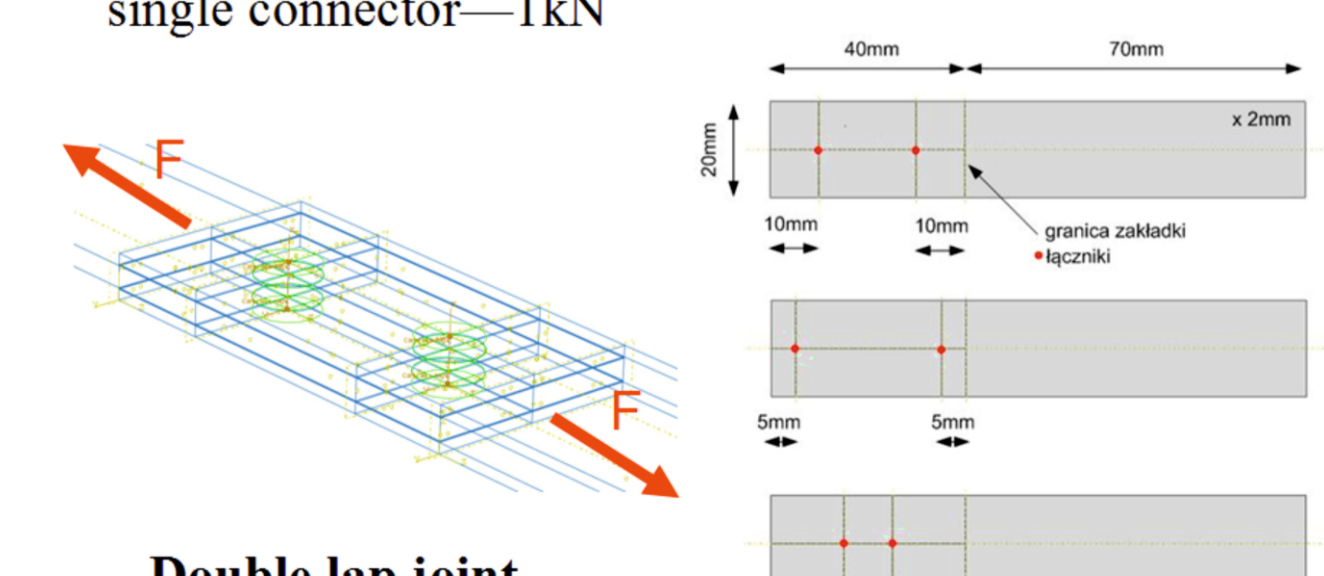 single connector—1kN
F
F
Double lap joint
40mm
70mm
x 2mm
20mm
10mm
10mm
granica zakładki
łączniki
5mm
5mm